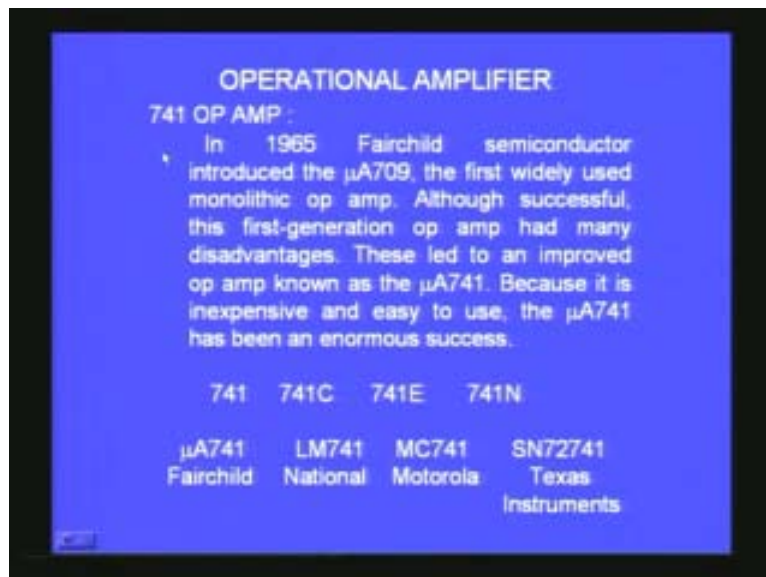 OPERATIONAL AMPLIFIER
741 OP AMP :
In 1965 Fairchild semiconductor
introduced the μA709, the first widely used
monolithic op amp. Although successful,
this first-generation op amp had many
disadvantages. These led to an improved
op amp known as the μA741. Because it is
inexpensive and easy to use, the μA741
has been an enormous success.
741 741C 741E 741N
μA741 LM741 MC741 SN72741
Fairchild National Motorola Texas
Instruments